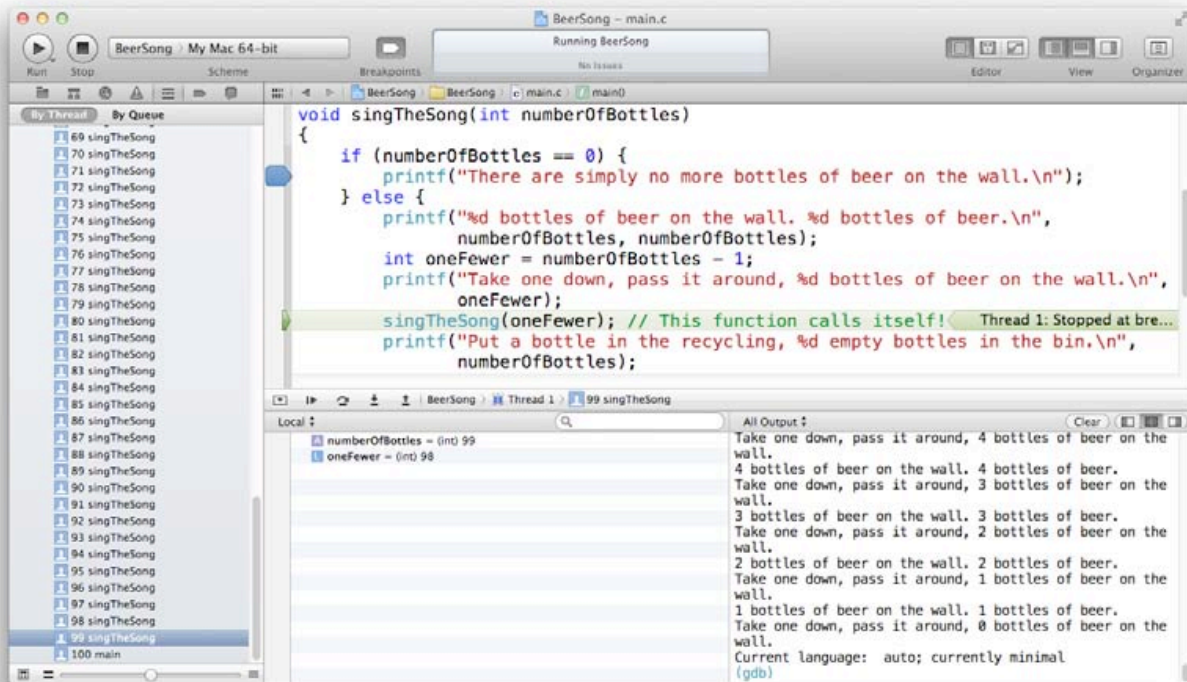 BeerSong – main.c
Run Stop
BeerSong My Mac 64-bit
Scheme
Breakpoints
Running BeerSong
No Issues
Editor View Organizer
By Thread By Queue
BeerSong BeerSong main.c main()
69 singTheSong
70 singTheSong
71 singTheSong
72 singTheSong
73 singTheSong
74 singTheSong
75 singTheSong
76 singTheSong
77 singTheSong
78 singTheSong
79 singTheSong
80 singTheSong
81 singTheSong
82 singTheSong
83 singTheSong
84 singTheSong
85 singTheSong
86 singTheSong
87 singTheSong
88 singTheSong
89 singTheSong
90 singTheSong
91 singTheSong
92 singTheSong
93 singTheSong
94 singTheSong
95 singTheSong
96 singTheSong
97 singTheSong
98 singTheSong
99 singTheSong
100 main
void singTheSong(int numberOfBottles)
{
if (numberOfBottles == 0) {
printf("There are simply no more bottles of beer on the wall.\n");
} else {
printf("%d bottles of beer on the wall. %d bottles of beer.\n",
numberOfBottles, numberOfBottles);
int oneFewer = numberOfBottles - 1;
printf("Take one down, pass it around, %d bottles of beer on the wall.\n",
oneFewer);
singTheSong(oneFewer); // This function calls itself! Thread 1: Stopped at bre...
printf("Put a bottle in the recycling, %d empty bottles in the bin.\n",
numberOfBottles);
BeerSong Thread 1 99 singTheSong
Local
A numberOfBottles = (int) 99
L oneFewer = (int) 98
All Output Clear
Take one down, pass it around, 4 bottles of beer on the
wall.
4 bottles of beer on the wall. 4 bottles of beer.
Take one down, pass it around, 3 bottles of beer on the
wall.
3 bottles of beer on the wall. 3 bottles of beer.
Take one down, pass it around, 2 bottles of beer on the
wall.
2 bottles of beer on the wall. 2 bottles of beer.
Take one down, pass it around, 1 bottles of beer on the
wall.
1 bottles of beer on the wall. 1 bottles of beer.
Take one down, pass it around, 0 bottles of beer on the
wall.
Current language:  auto; currently minimal
(gdb)